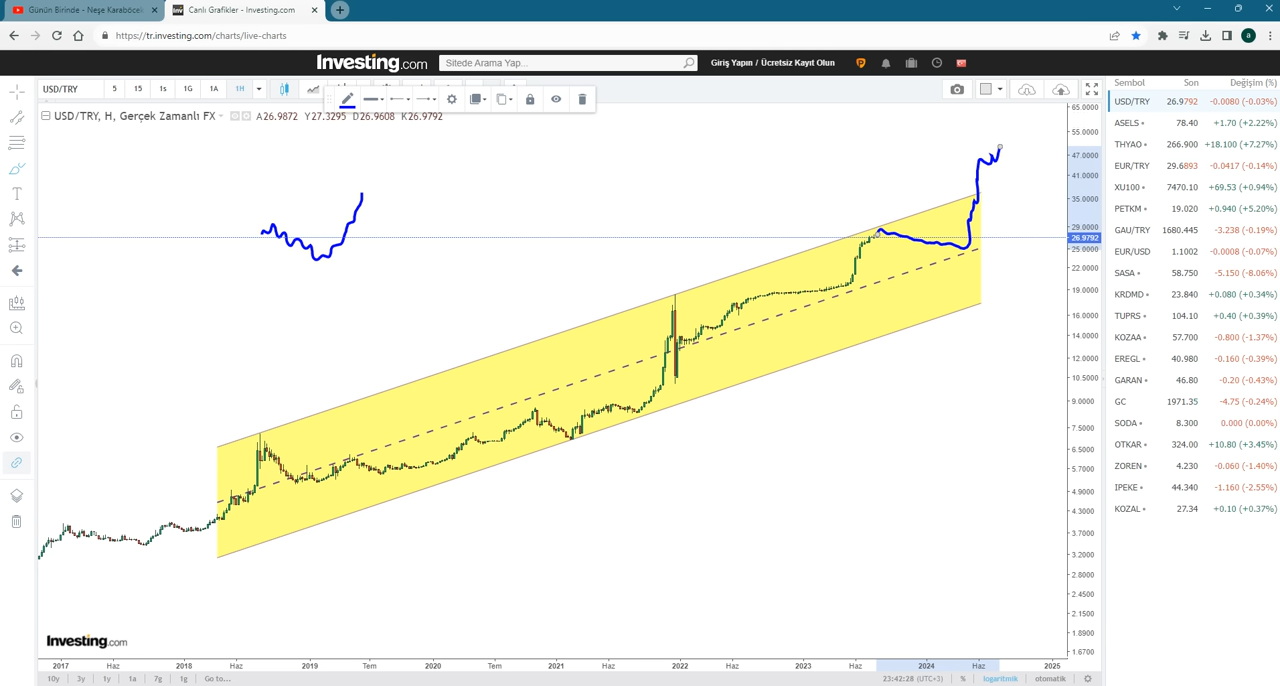 Günün Birinde - Neşe Karaböcek
Canlı Grafikler - Investing.com
https://tr.investing.com/charts/live-charts
Investing.com
Sitede Arama Yap...
Giriş Yapın / Ücretsiz Kayıt Olun
USD/TRY
5 15 1s 1G 1A 1H
USD/TRY, H, Gerçek Zamanlı FX
A26.9872 Y27.3295 D26.9608 K26.9792
65.0000
55.0000
47.0000
41.0000
35.0000
29.0000
26.9792
25.0000
22.0000
19.0000
16.0000
14.0000
12.0000
10.5000
9.0000
7.5000
6.5000
5.7000
4.9000
4.3000
3.7000
3.2000
2.8000
2.4500
2.1500
1.8900
1.6700
Investing.com
2017 Haz 2018 Haz 2019 Tem 2020 Tem 2021 Haz 2022 Haz 2023 Haz 2024 Haz 2025
10y 3y 1y 1a 7g 1g Go to...
23:42:28 (UTC+3) % logaritmik otomatik
Sembol Son Değişim (%)
USD/TRY 26.9792 -0.0080 (-0.03%)
ASELS 78.40 +1.70 (+2.22%)
THYAO 266.900 +18.100 (+7.27%)
EUR/TRY 29.6893 -0.0417 (-0.14%)
XU100 7470.10 +69.53 (+0.94%)
PETKM 19.020 +0.940 (+5.20%)
GAU/TRY 1680.445 -3.238 (-0.19%)
EUR/USD 1.1002 -0.0008 (-0.07%)
SASA 58.750 -5.150 (-8.06%)
KRDMD 23.840 +0.080 (+0.34%)
TUPRS 104.10 +0.40 (+0.39%)
KOZAA 57.700 -0.800 (-1.37%)
EREGL 40.980 -0.160 (-0.39%)
GARAN 46.80 -0.20 (-0.43%)
GC 1971.35 -4.75 (-0.24%)
SODA 8.300 0.000 (0.00%)
OTKAR 324.00 +10.80 (+3.45%)
ZOREN 4.230 -0.060 (-1.40%)
IPEKE 44.340 -1.160 (-2.55%)
KOZAL 27.34 +0.10 (+0.37%)